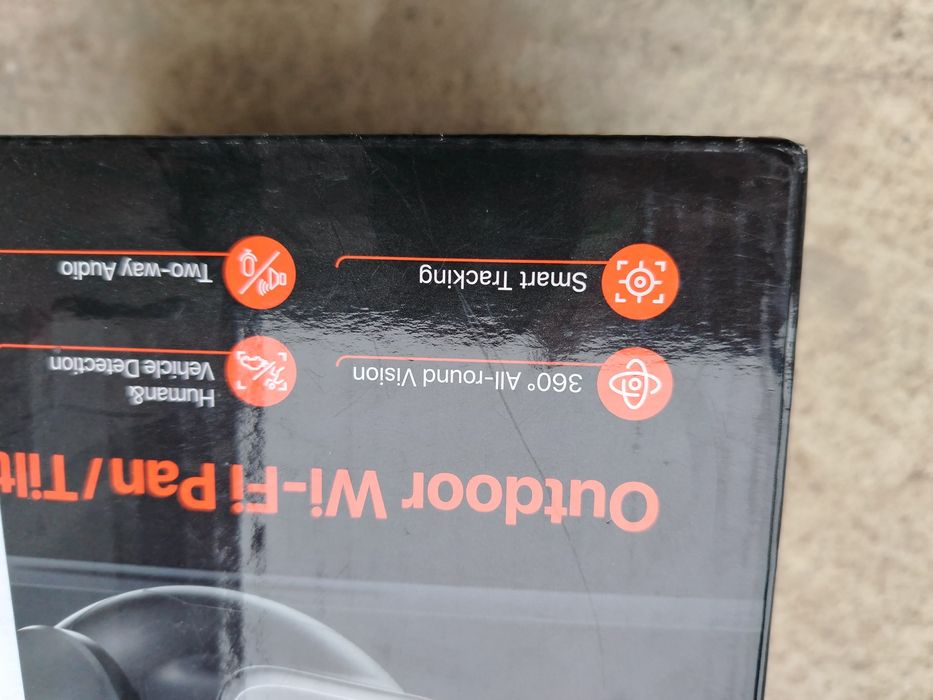 Outdoor Wi-Fi Pan/Tilt
360° All-round Vision
Human&
Vehicle Detection
Smart Tracking
Two-way Audio